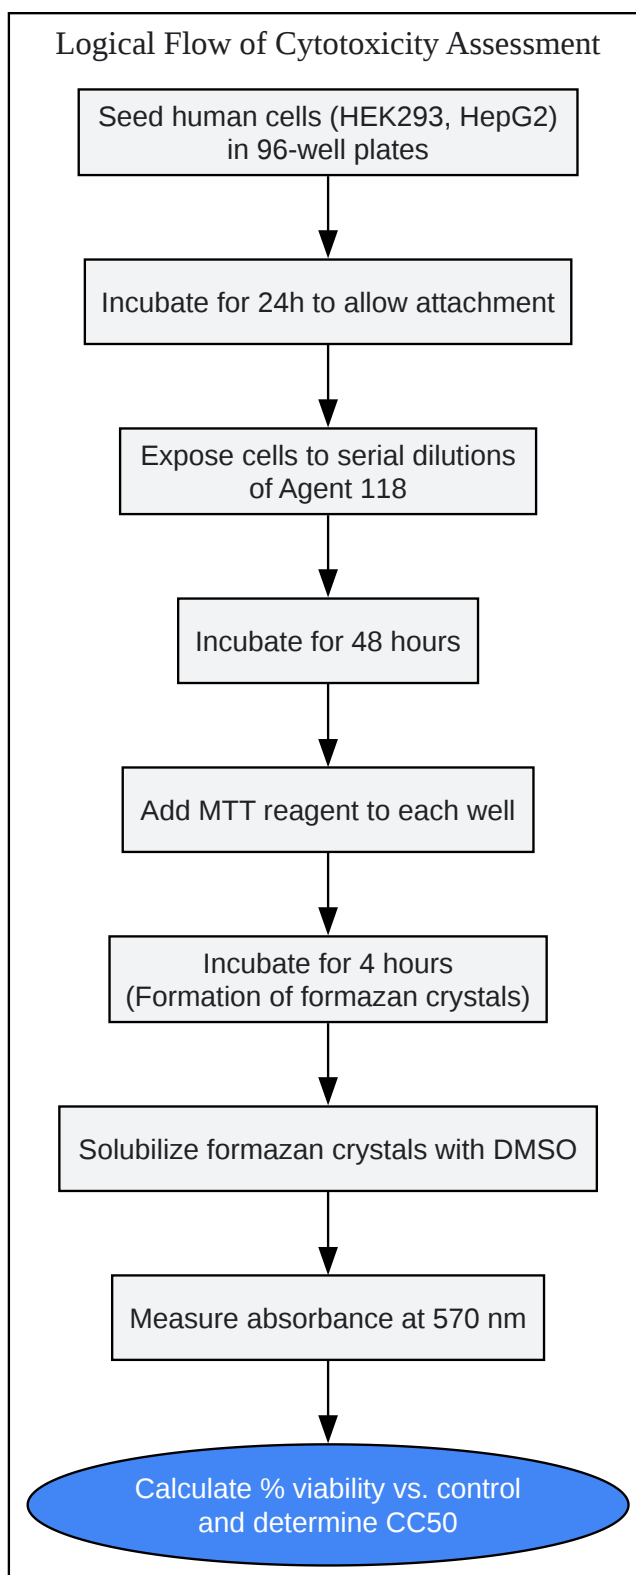 Logical Flow of Cytotoxicity Assessment
Seed human cells (HEK293, HepG2)
in 96-well plates
Incubate for 24h to allow attachment
Expose cells to serial dilutions
of Agent 118
Incubate for 48 hours
Add MTT reagent to each well
Incubate for 4 hours
(Formation of formazan crystals)
Solubilize formazan crystals with DMSO
Measure absorbance at 570 nm
Calculate % viability vs. control
and determine CC50